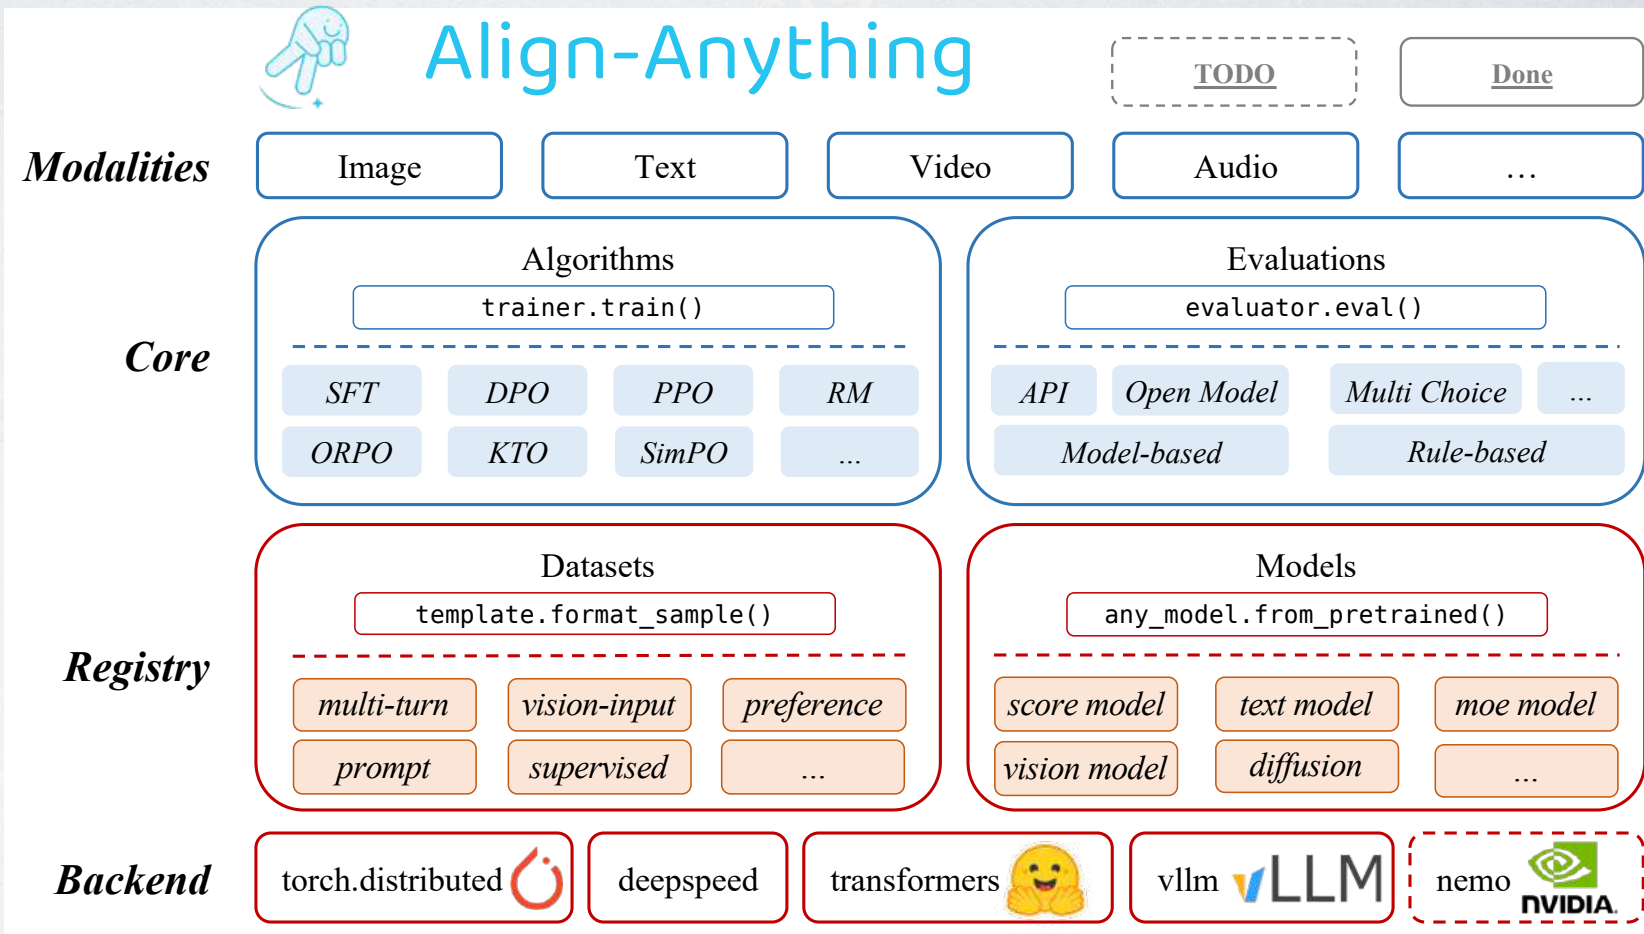 Align-Anything
TODO
Done
Modalities
Image
Text
Video
Audio
…
Core
Algorithms
trainer.train()
SFT
DPO
PPO
RM
ORPO
KTO
SimPO
...
Evaluations
evaluator.eval()
API
Open Model
Multi Choice
...
Model-based
Rule-based
Registry
Datasets
template.format_sample()
multi-turn
vision-input
preference
prompt
supervised
...
Models
any_model.from_pretrained()
score model
text model
moe model
vision model
diffusion
...
Backend
torch.distributed
deepspeed
transformers
vllm
vLLM
nemo
NVIDIA.